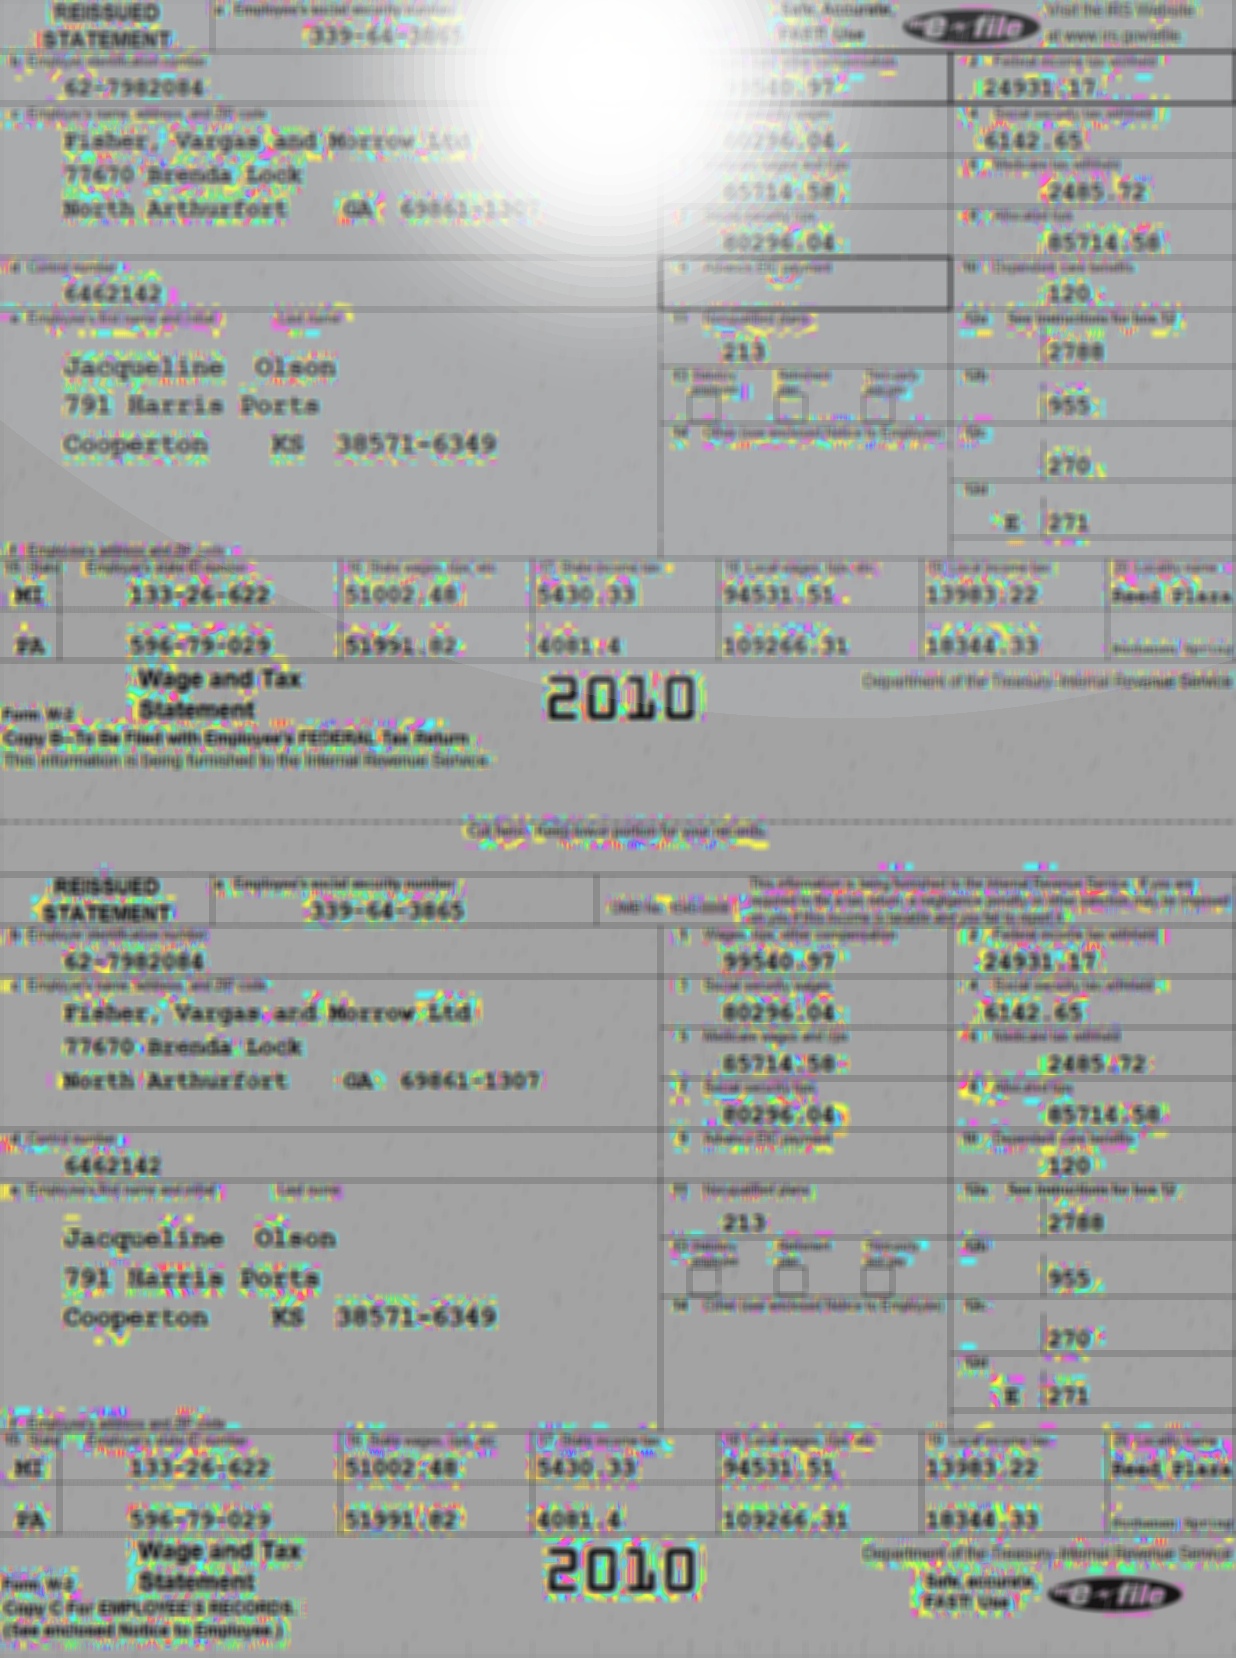 REISSUED
STATEMENT
a Employee's social security number
339-64-3865
Safe, Accurate,
FAST! Use
e-file
Visit the IRS Website
at www.irs.gov/efile
b Employer identification number
62-7982084
2 Federal income tax withheld
24931.17
c Employer's name, address, and ZIP code
Fisher, Vargas and Morrow Ltd
77670 Brenda Lock
North Arthurfort GA 69861-1307
80296.04
4 Social security tax withheld
6142.65
85714.58
6 Medicare tax withheld
2485.72
80296.04
8 Allocated tips
85714.58
d Control number
6462142
9 Advance EIC payment
10 Dependent care benefits
120
e Employee's first name and initial Last name
Jacqueline Olson
791 Harris Ports
Cooperton KS 38571-6349
11 Nonqualified plans
213
12a See instructions for box 12
2788
13 Statutory employee
Retirement plan
Third-party sick pay
12b
955
14 Other (see enclosed Notice to Employee)
12c
270
12d
E 271
f Employee's address and ZIP code
15 State Employer's state ID number 16 State wages, tips, etc. 17 State income tax 18 Local wages, tips, etc. 19 Local income tax 20 Locality name
MI 133-26-622 51002.48 5430.33 94531.51 13983.22 Reed Plaza
PA 596-79-029 51991.82 4081.4 109266.31 18344.33
Wage and Tax
Statement
Form W-2
2010
Department of the Treasury-Internal Revenue Service
Copy B-To Be Filed with Employee's FEDERAL Tax Return
This information is being furnished to the Internal Revenue Service.
Cut here. Keep lower portion for your records.
REISSUED
STATEMENT
a Employee's social security number
339-64-3865
OMB No. 1545-0008
This information is being furnished to the Internal Revenue Service. If you are
required to file a tax return, a negligence penalty or other sanction may be imposed
on you if this income is taxable and you fail to report it.
b Employer identification number
62-7982084
1 Wages, tips, other compensation
99540.97
2 Federal income tax withheld
24931.17
c Employer's name, address, and ZIP code
Fisher, Vargas and Morrow Ltd
77670 Brenda Lock
North Arthurfort GA 69861-1307
3 Social security wages
80296.04
4 Social security tax withheld
6142.65
5 Medicare wages and tips
85714.58
6 Medicare tax withheld
2485.72
7 Social security tips
80296.04
8 Allocated tips
85714.58
d Control number
6462142
9 Advance EIC payment
10 Dependent care benefits
120
e Employee's first name and initial Last name
Jacqueline Olson
791 Harris Ports
Cooperton KS 38571-6349
11 Nonqualified plans
213
12a See instructions for box 12
2788
13 Statutory employee
Retirement plan
Third-party sick pay
12b
955
14 Other (see enclosed Notice to Employee)
12c
270
12d
E 271
f Employee's address and ZIP code
15 State Employer's state ID number 16 State wages, tips, etc. 17 State income tax 18 Local wages, tips, etc. 19 Local income tax 20 Locality name
MI 133-26-622 51002.48 5430.33 94531.51 13983.22 Reed Plaza
PA 596-79-029 51991.82 4081.4 109266.31 18344.33
Wage and Tax
Statement
Form W-2
2010
Department of the Treasury-Internal Revenue Service
Copy C For EMPLOYEE'S RECORDS.
(See enclosed Notice to Employee.)
Safe, accurate,
FAST! Use
e-file